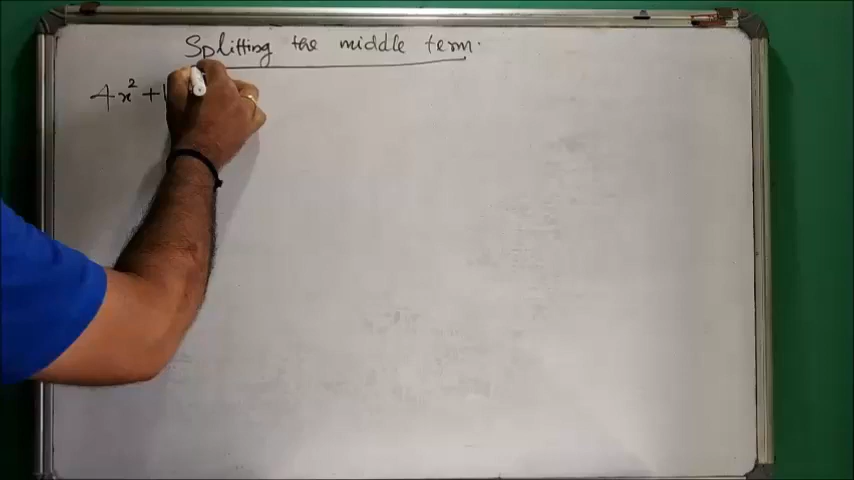 Splitting the middle term.
4x² +